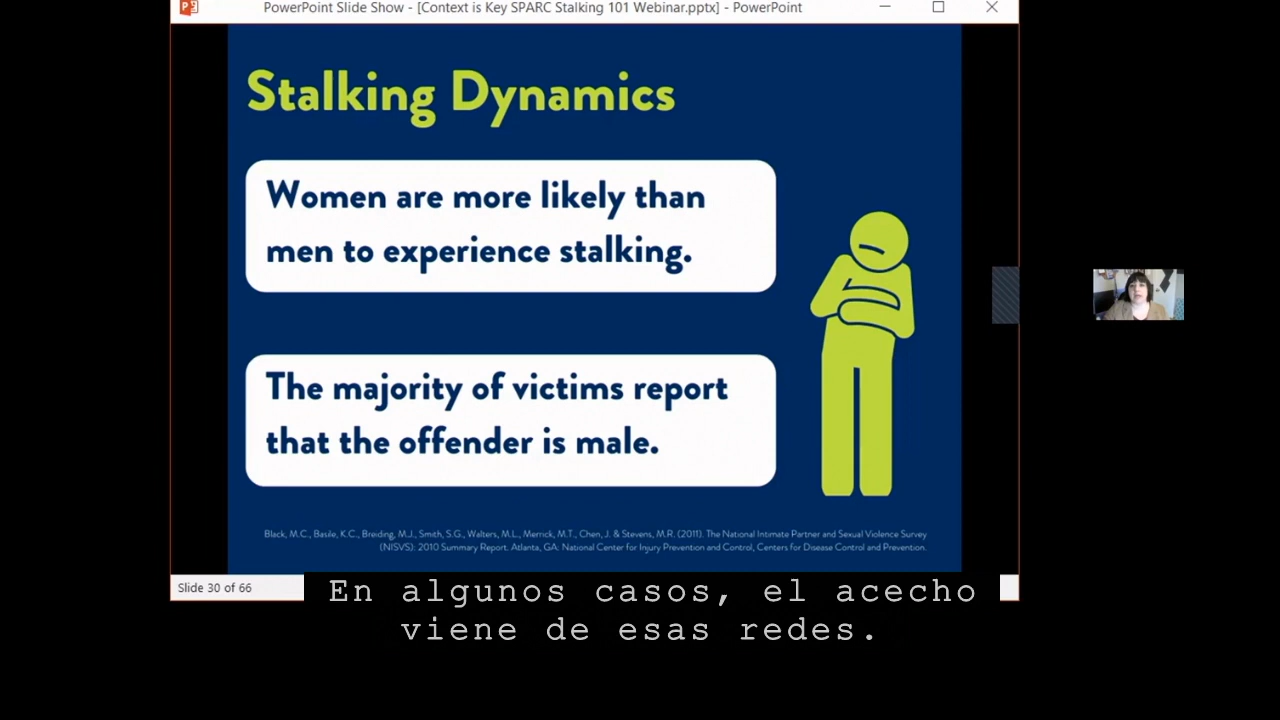 PowerPoint Slide Show - [Context is Key SPARC Stalking 101 Webinar.pptx] - PowerPoint
Stalking Dynamics
Women are more likely than
men to experience stalking.
The majority of victims report
that the offender is male.
Black, M.C., Basile, K.C., Breiding, M.J., Smith, S.G., Walters, M.L., Merrick, M.T., Chen, J. & Stevens, M.R. (2011). The National Intimate Partner and Sexual Violence Survey
(NISVS): 2010 Summary Report. Atlanta, GA: National Center for Injury Prevention and Control, Centers for Disease Control and Prevention.
Slide 30 of 66
En algunos casos, el acecho
viene de esas redes.